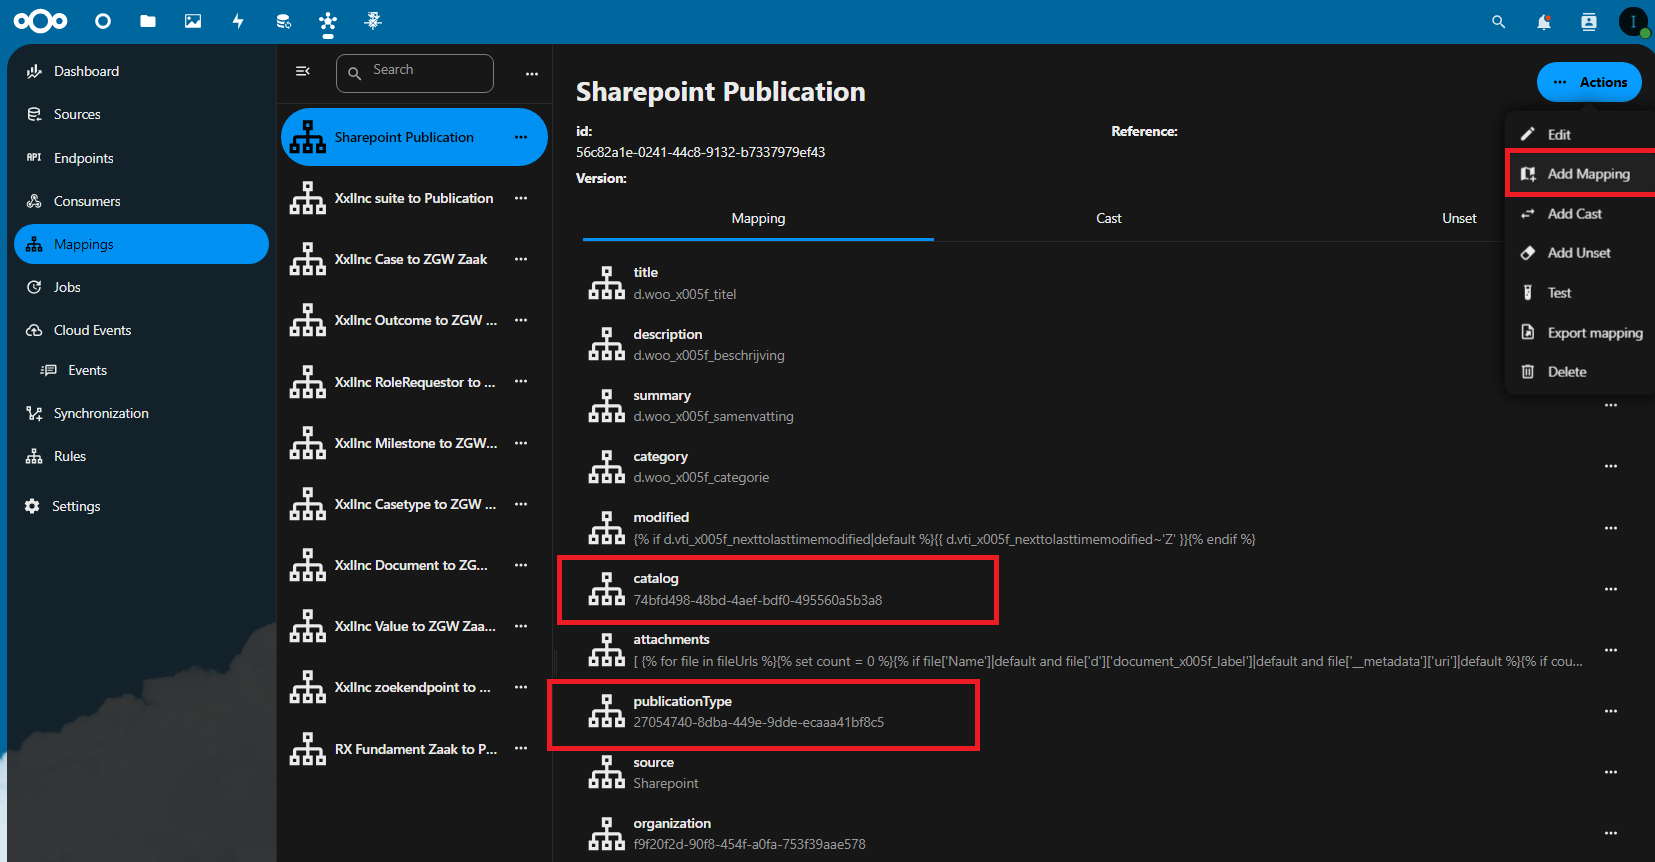 Dashboard
Sources
API Endpoints
Consumers
Mappings
Jobs
Cloud Events
Events
Synchronization
Rules
Settings
Search
Sharepoint Publication
Xxllnc suite to Publication
Xxllnc Case to ZGW Zaak
Xxllnc Outcome to ZGW ...
Xxllnc RoleRequestor to ...
Xxllnc Milestone to ZGW...
Xxllnc Casetype to ZGW ...
Xxllnc Document to ZG...
Xxllnc Value to ZGW Zaa...
Xxllnc zoekendpoint to ...
RX Fundament Zaak to P...
I
Sharepoint Publication
id:
56c82a1e-0241-44c8-9132-b7337979ef43
Reference:
Version:
Mapping Cast Unset
title
d.woo_x005f_titel
description
d.woo_x005f_beschrijving
summary
d.woo_x005f_samenvatting
category
d.woo_x005f_categorie
modified
{% if d.vti_x005f_nexttolasttimemodified|default %}{{ d.vti_x005f_nexttolasttimemodified~'Z' }}{% endif %}
catalog
74bfd498-48bd-4aef-bdf0-495560a5b3a8
attachments
[ {% for file in fileUrls %}{% set count = 0 %}{% if file['Name']|default and file['d']['document_x005f_label']|default and file['__metadata']['uri']|default %}{% if cou...
publicationType
27054740-8dba-449e-9dde-ecaaa41bf8c5
source
Sharepoint
organization
f9f20f2d-90f8-454f-a0fa-753f39aae578
Actions
Edit
Add Mapping
Add Cast
Add Unset
Test
Export mapping
Delete